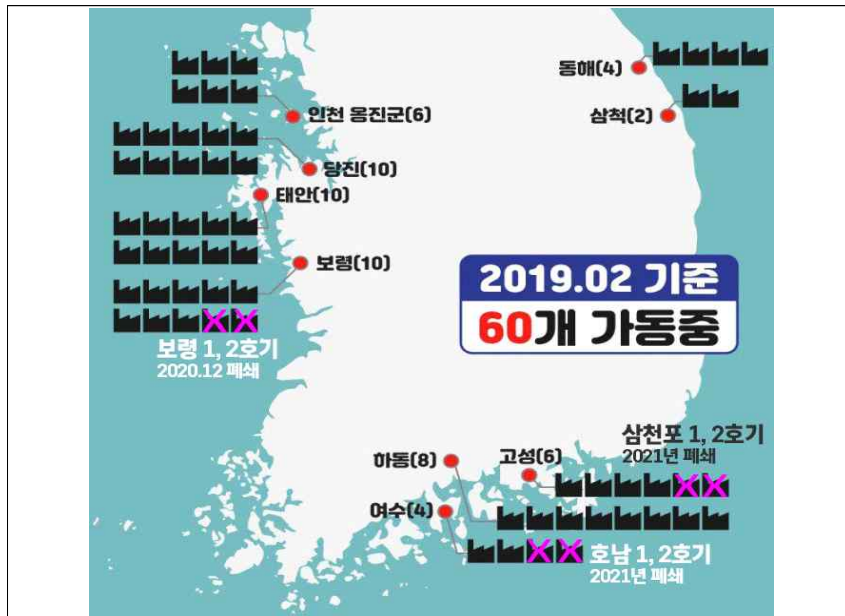 동해(4)
인천 옹진군(6)
삼척(2)
당진(10)
태안(10)
보령(10)
2019.02 기준
60개 가동중
보령 1, 2호기
2020.12 폐쇄
삼천포 1, 2호기
2021년 폐쇄
하동(8)
고성(6)
여수(4)
호남 1, 2호기
2021년 폐쇄